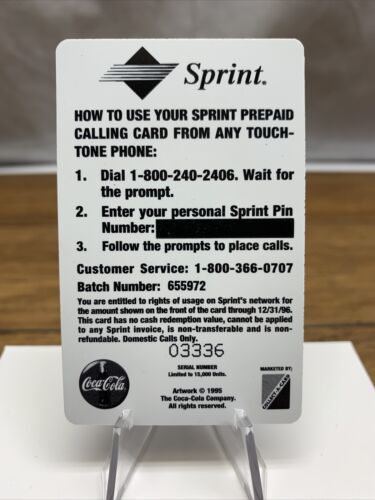 Sprint.
HOW TO USE YOUR SPRINT PREPAID
CALLING CARD FROM ANY TOUCH-
TONE PHONE:
1. Dial 1-800-240-2406. Wait for
the prompt.
2. Enter your personal Sprint Pin
Number:
3. Follow the prompts to place calls.
Customer Service: 1-800-366-0707
Batch Number: 655972
You are entitled to rights of usage on Sprint's network for
the amount shown on the front of the card through 12/31/96.
This card has no cash redemption value, cannot be applied
to any Sprint invoice, is non-transferable and is non-
refundable. Domestic Calls Only.
03336
SERIAL NUMBER
Limited to 15,000 Units.
MARKETED BY:
Coca-Cola
Artwork © 1995
The Coca-Cola Company.
All rights reserved.